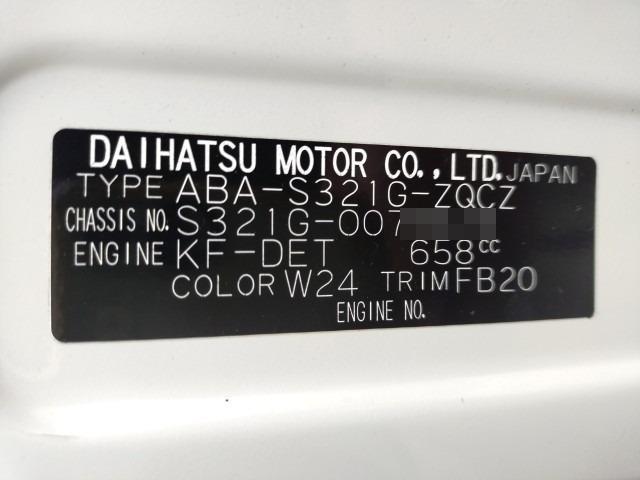 DAIHATSU MOTOR CO., LTD. JAPAN
TYPE ABA-S321G-ZQCZ
CHASSIS NO. S321G-007
ENGINE KF-DET 658cc
COLOR W24 TRIM FB20
ENGINE NO.